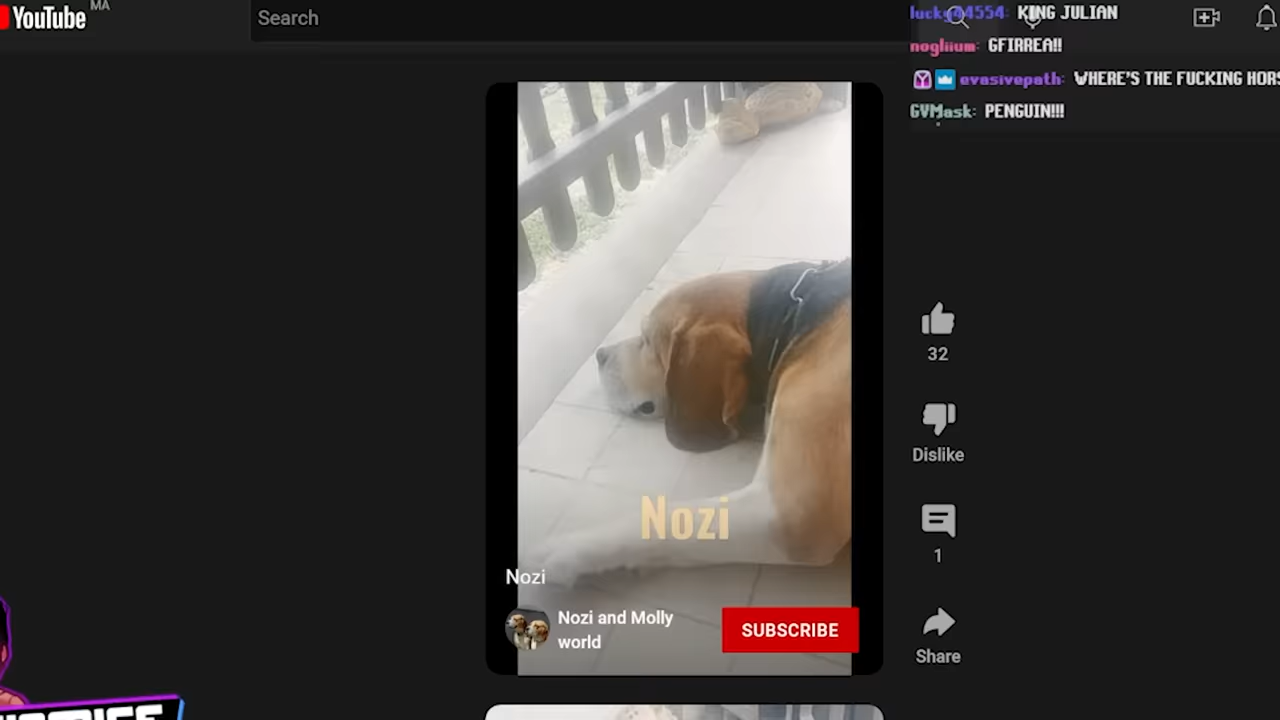 YouTube MA
Search
lucky44554: KING JULIAN
nogliium: GFIRREA!!
evasivepath: WHERE'S THE FUCKING HORS
GVMask: PENGUIN!!!
32
Dislike
1
Share
Nozi
Nozi
Nozi and Molly
world
SUBSCRIBE